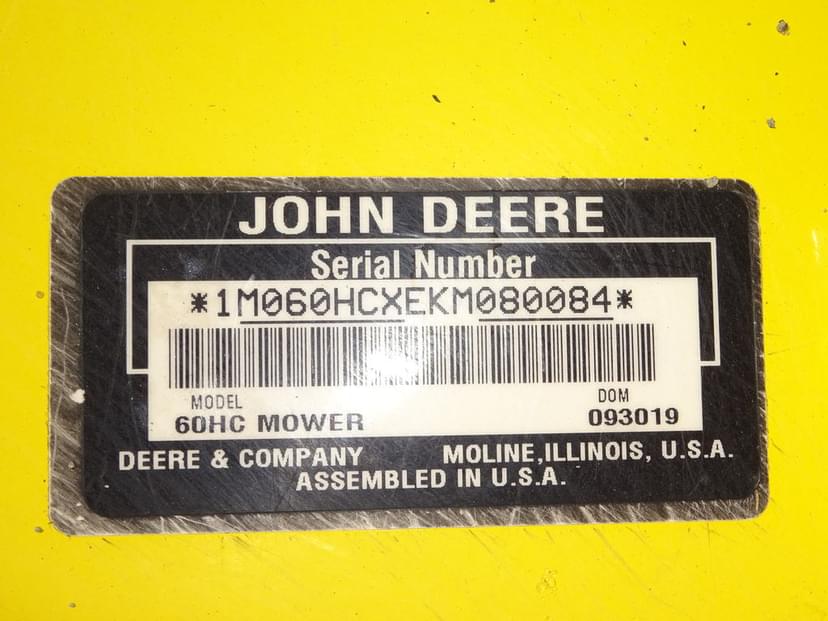 JOHN DEERE
Serial Number
*1M060HCXEKM080084*
MODEL DOM
60HC MOWER 093019
DEERE & COMPANY MOLINE,ILLINOIS, U.S.A.
ASSEMBLED IN U.S.A.